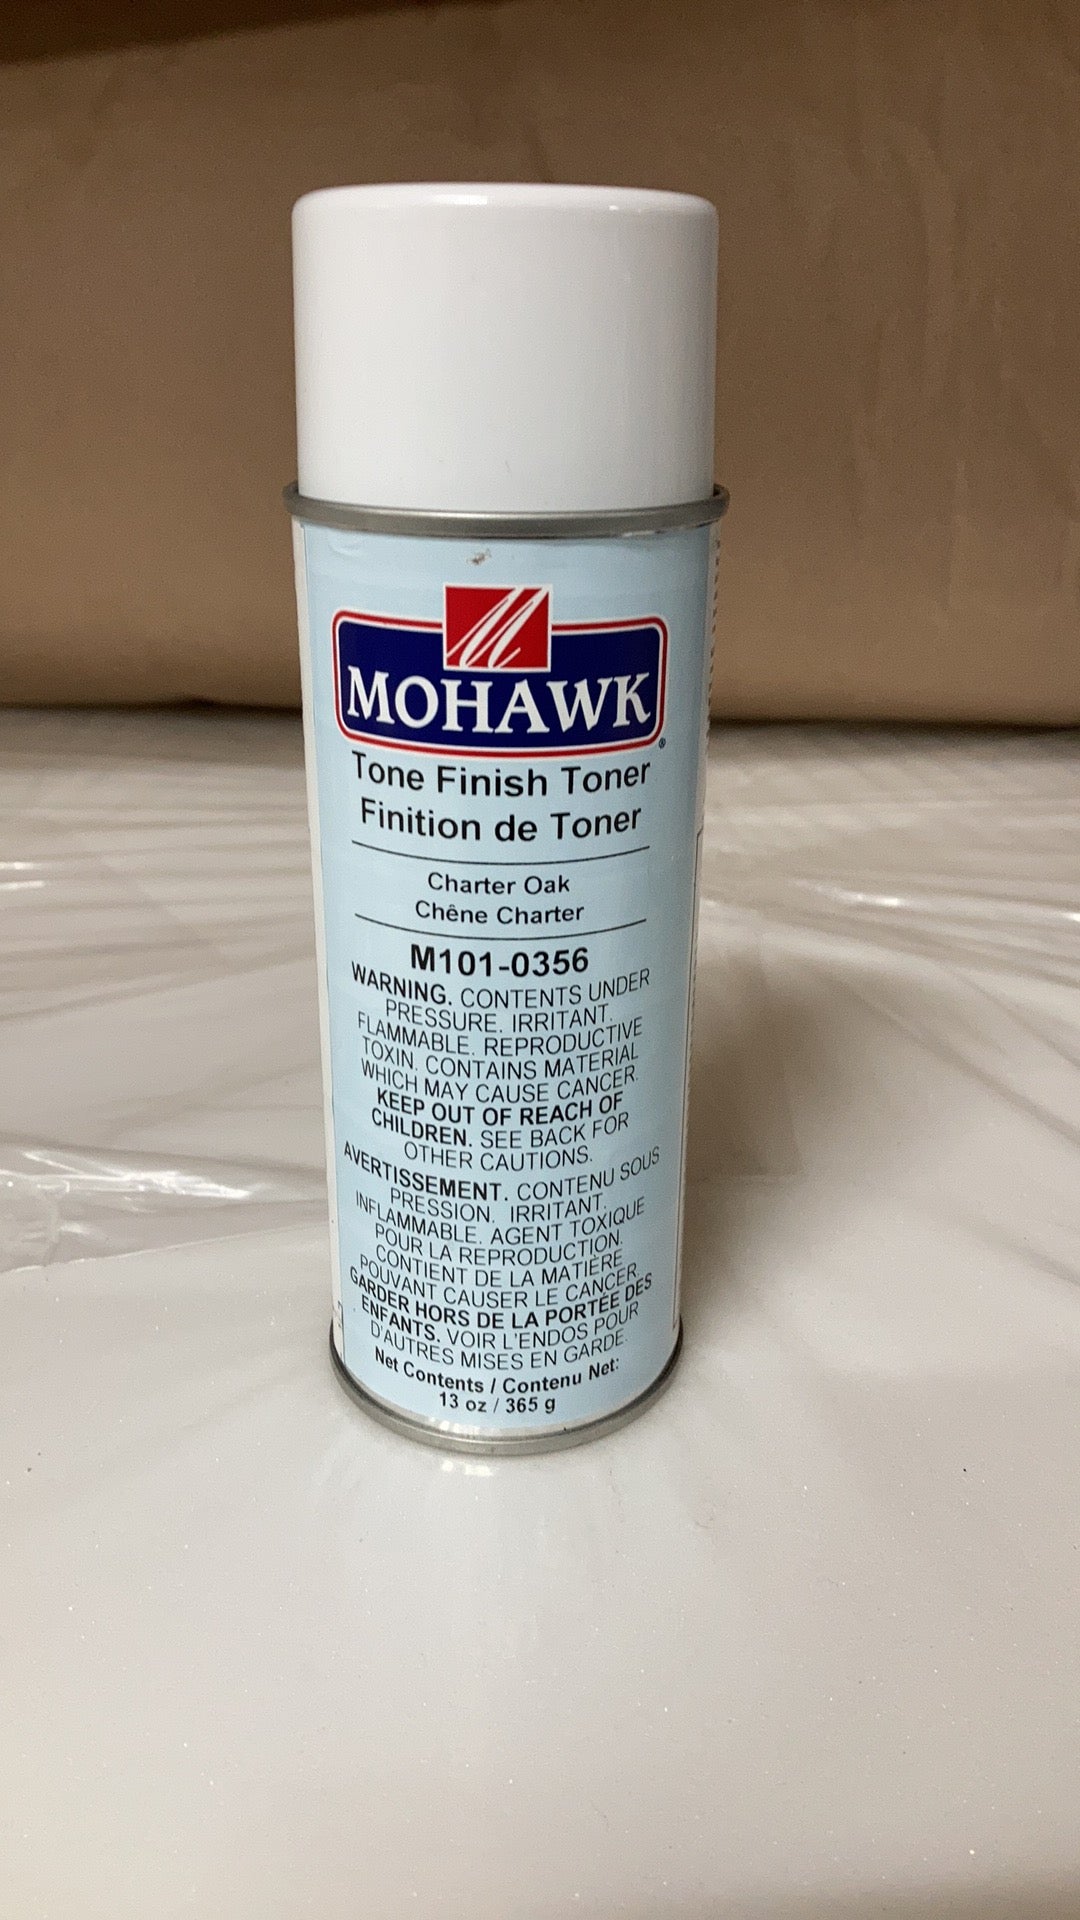 M
MOHAWK®
Tone Finish Toner
Finition de Toner
Charter Oak
Chêne Charter
M101-0356
WARNING. CONTENTS UNDER
PRESSURE. IRRITANT.
FLAMMABLE. REPRODUCTIVE
TOXIN. CONTAINS MATERIAL
WHICH MAY CAUSE CANCER.
KEEP OUT OF REACH OF
CHILDREN. SEE BACK FOR
OTHER CAUTIONS.
AVERTISSEMENT. CONTENU SOUS
PRESSION. IRRITANT.
INFLAMMABLE. AGENT TOXIQUE
POUR LA REPRODUCTION.
CONTIENT DE LA MATIÈRE
POUVANT CAUSER LE CANCER.
GARDER HORS DE LA PORTÉE DES
ENFANTS. VOIR L'ENDOS POUR
D'AUTRES MISES EN GARDE.
Net Contents / Contenu Net:
13 oz / 365 g